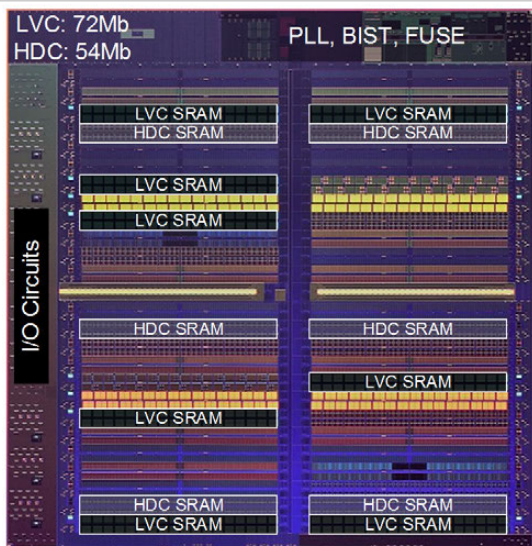 LVC: 72Mb
HDC: 54Mb
PLL, BIST, FUSE
LVC SRAM
HDC SRAM
LVC SRAM
HDC SRAM
LVC SRAM
LVC SRAM
I/O Circuits
HDC SRAM
HDC SRAM
LVC SRAM
LVC SRAM
HDC SRAM
LVC SRAM
HDC SRAM
LVC SRAM